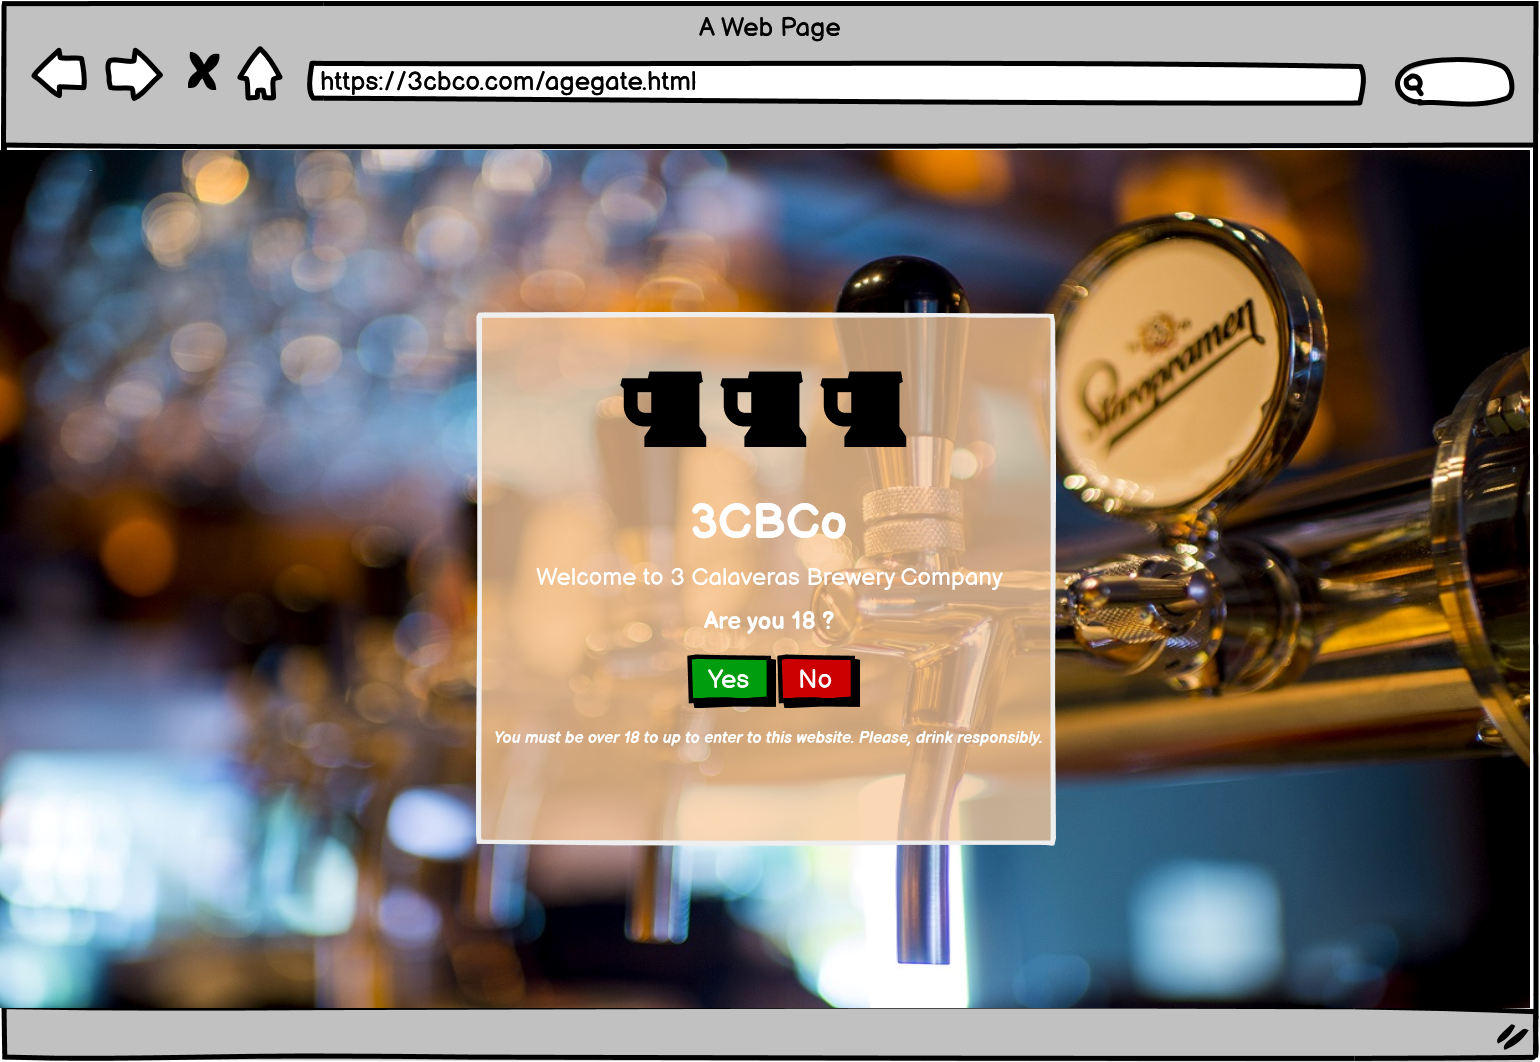 A Web Page
https://3cbco.com/agegate.html
Staropramen
3CBCo
Welcome to 3 Calaveras Brewery Company
Are you 18 ?
Yes No
You must be over 18 to up to enter to this website. Please, drink responsibly.